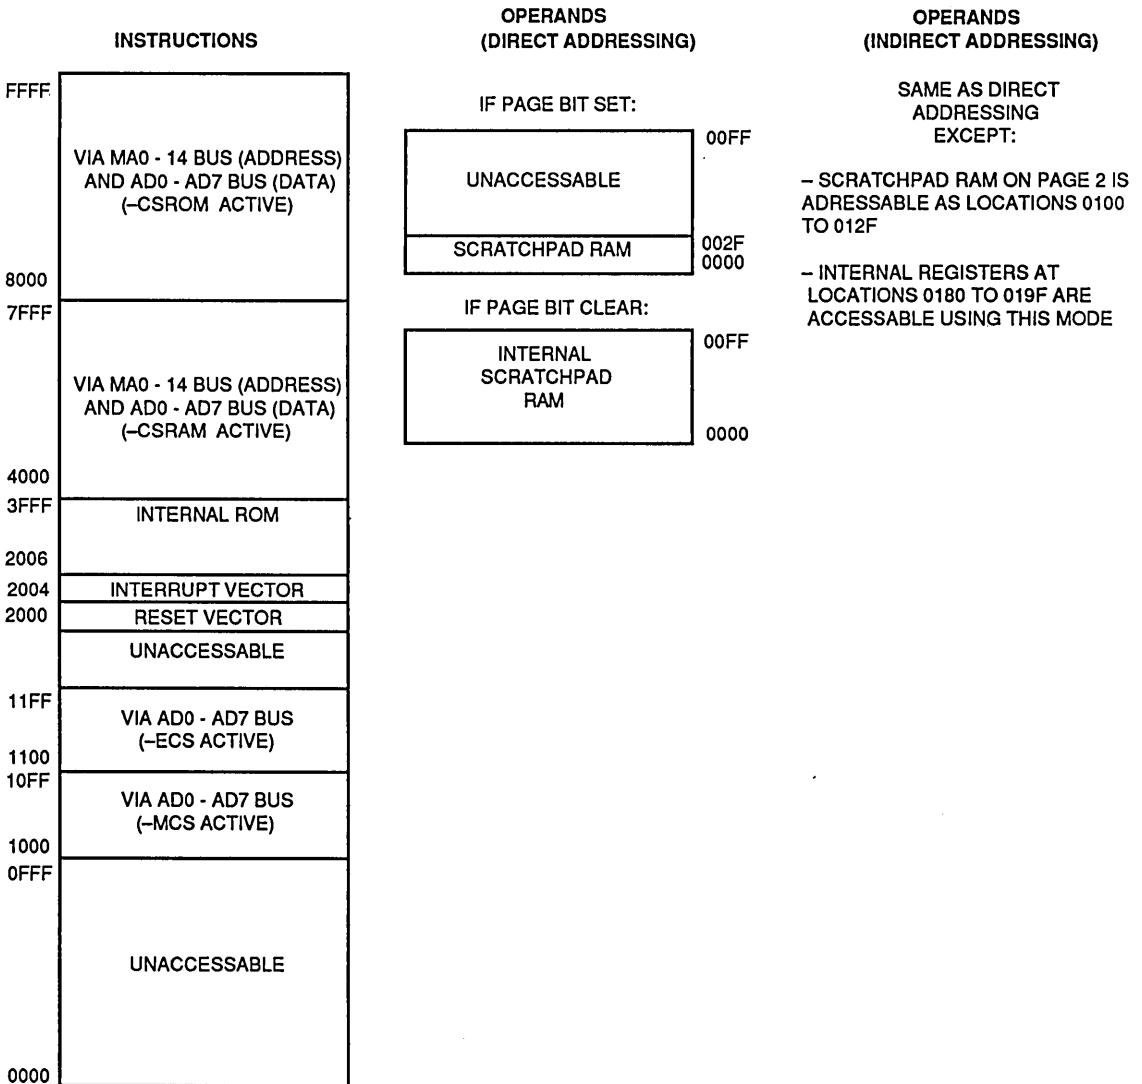 INSTRUCTIONS
FFFF
VIA MA0 - 14 BUS (ADDRESS)
AND AD0 - AD7 BUS (DATA)
(–CSROM ACTIVE)
8000
7FFF
VIA MA0 - 14 BUS (ADDRESS)
AND AD0 - AD7 BUS (DATA)
(–CSRAM ACTIVE)
4000
3FFF
INTERNAL ROM
2006
2004
INTERRUPT VECTOR
2000
RESET VECTOR
UNACCESSABLE
11FF
VIA AD0 - AD7 BUS
(–ECS ACTIVE)
1100
10FF
VIA AD0 - AD7 BUS
(–MCS ACTIVE)
1000
0FFF
UNACCESSABLE
0000
OPERANDS
(DIRECT ADDRESSING)
IF PAGE BIT SET:
00FF
UNACCESSABLE
SCRATCHPAD RAM
002F
0000
IF PAGE BIT CLEAR:
00FF
INTERNAL
SCRATCHPAD
RAM
0000
OPERANDS
(INDIRECT ADDRESSING)
SAME AS DIRECT
ADDRESSING
EXCEPT:
– SCRATCHPAD RAM ON PAGE 2 IS
ADRESSABLE AS LOCATIONS 0100
TO 012F
– INTERNAL REGISTERS AT
LOCATIONS 0180 TO 019F ARE
ACCESSABLE USING THIS MODE